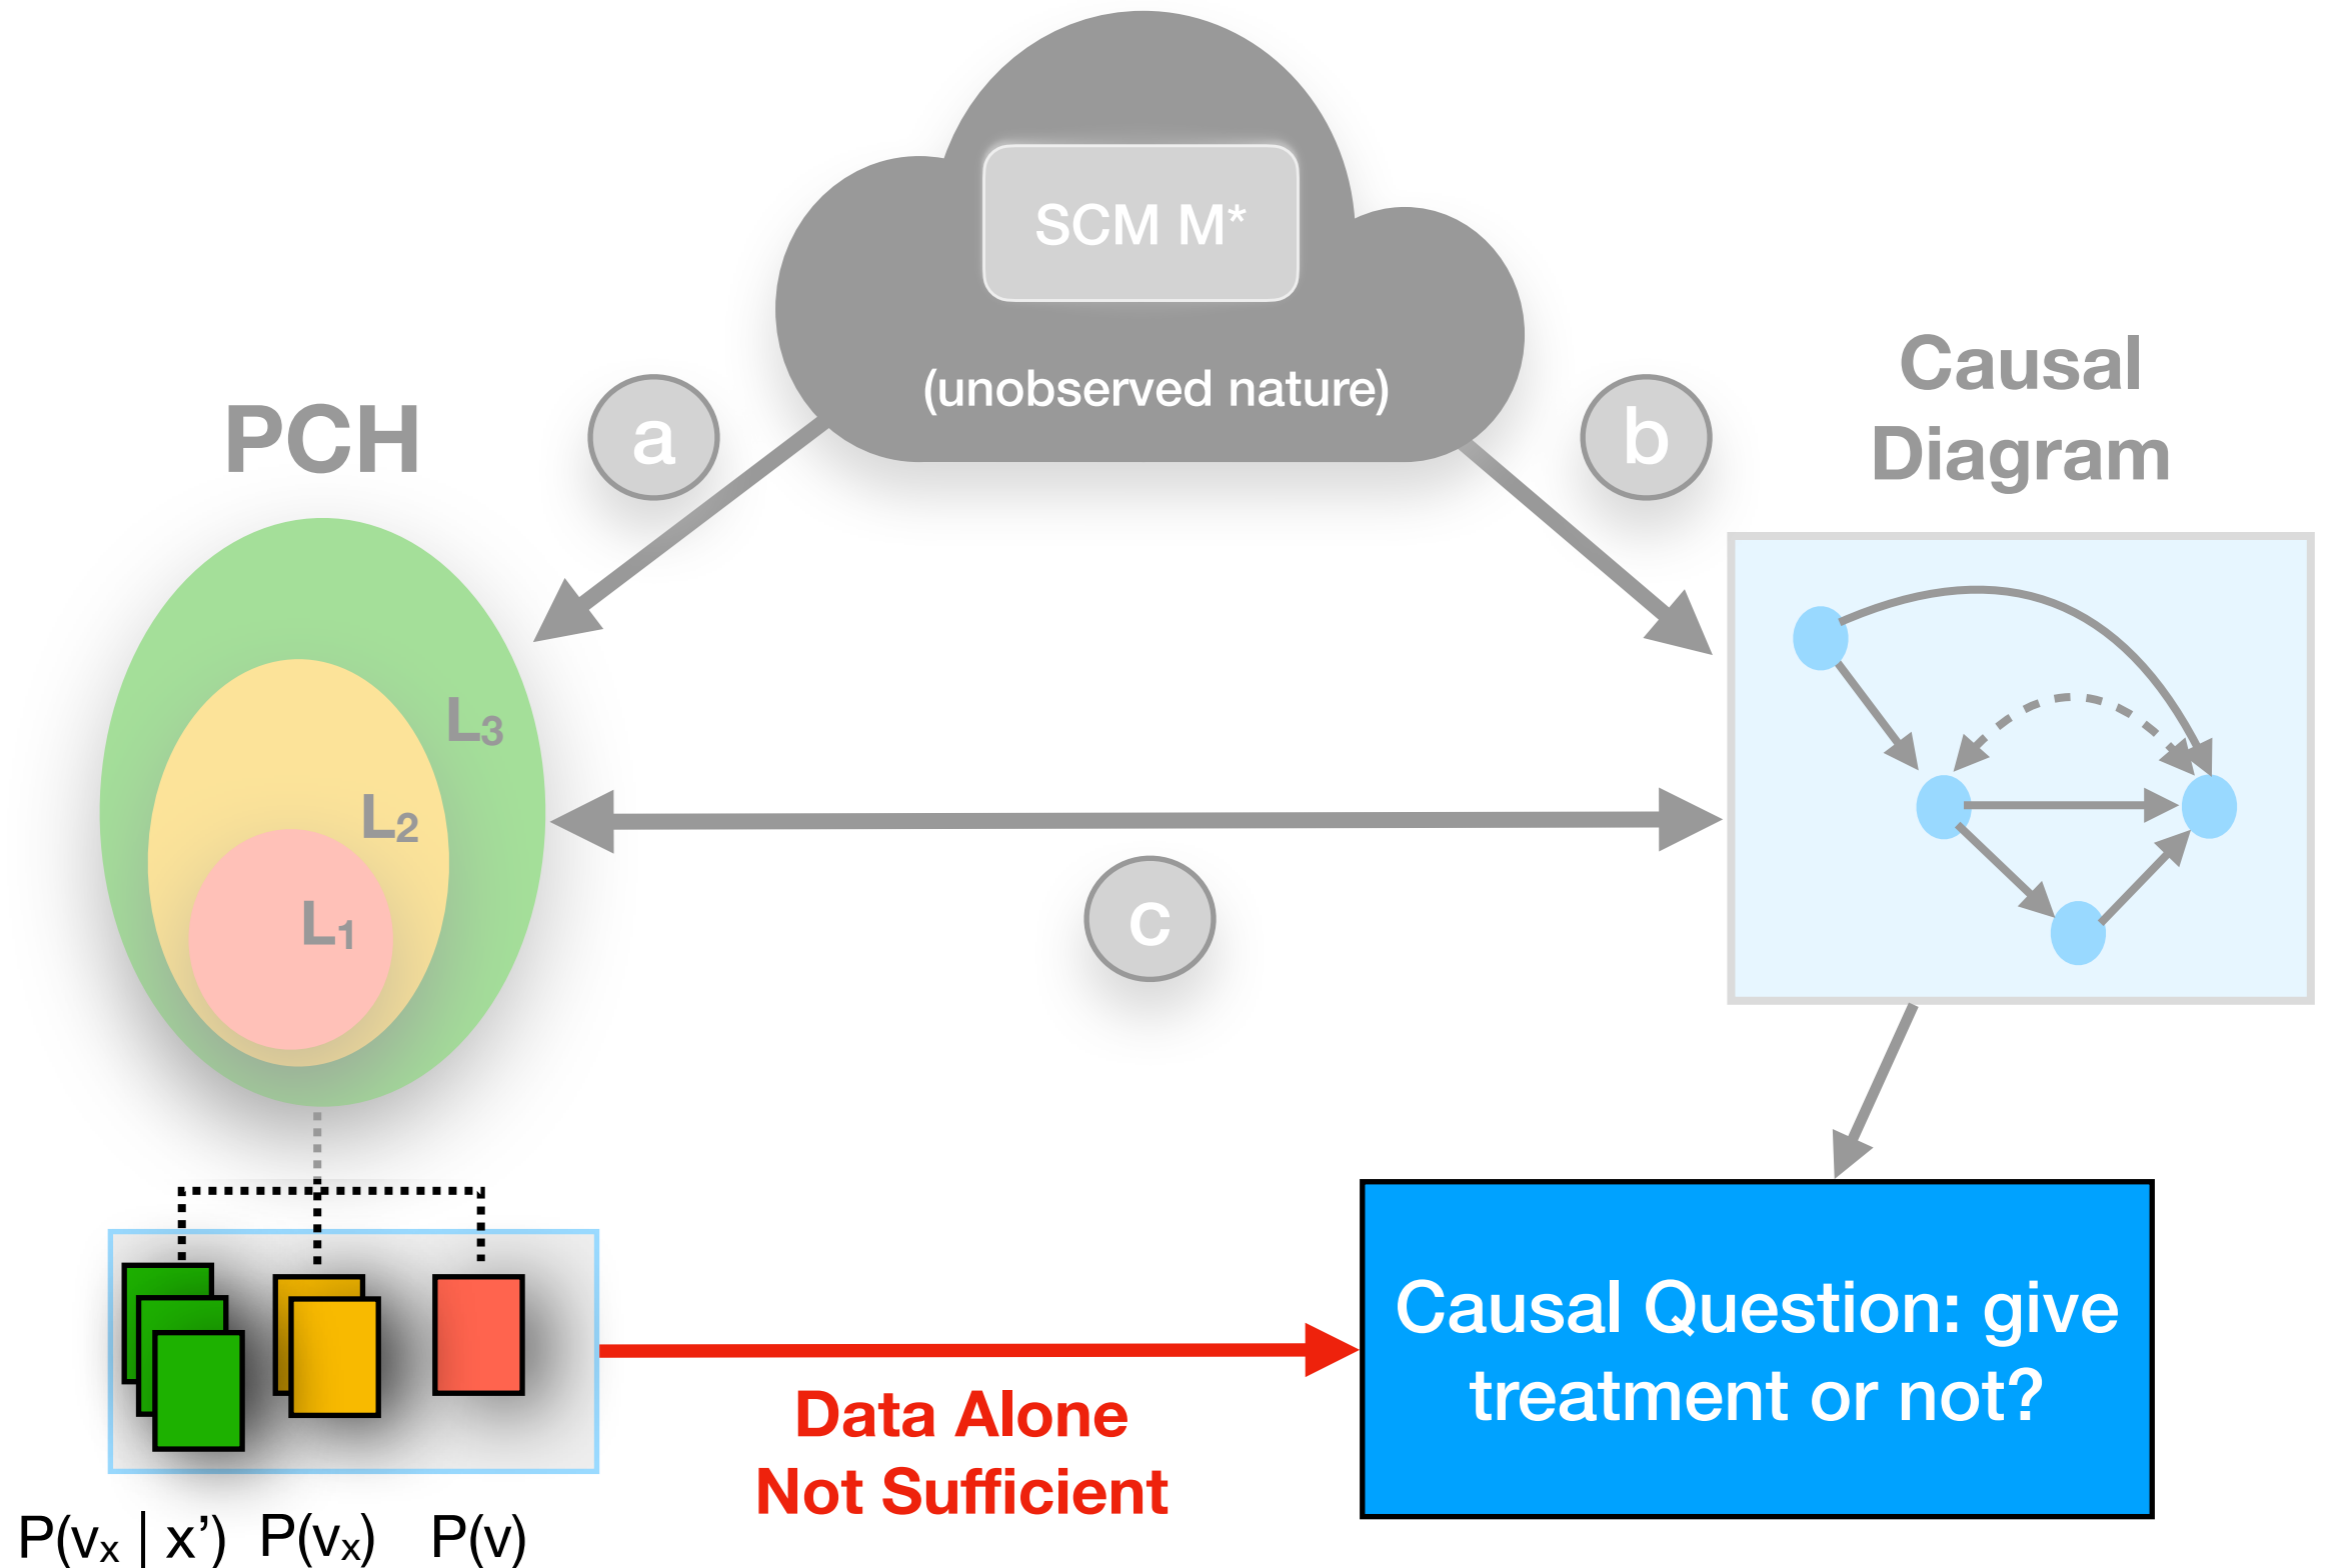 SCM M*
(unobserved nature)
a
b
Causal
Diagram
PCH
L₃
L₂
L₁
c
Causal Question: give
treatment or not?
Data Alone
Not Sufficient
P(vₓ | x’) P(vₓ) P(v)